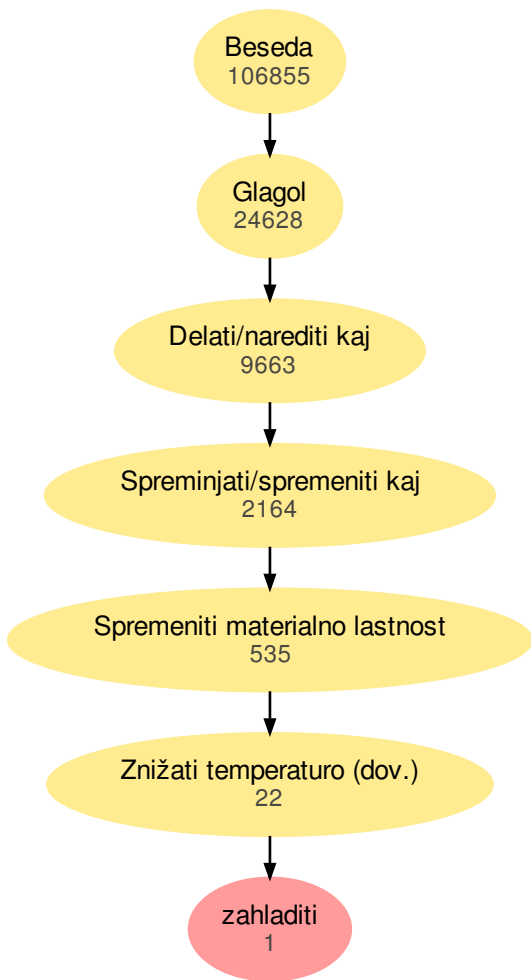 Beseda
106855
Glagol
24628
Delati/narediti kaj
9663
Spreminjati/spremeniti kaj
2164
Spremeniti materialno lastnost
535
Znižati temperaturo (dov.)
22
zahladiti
1